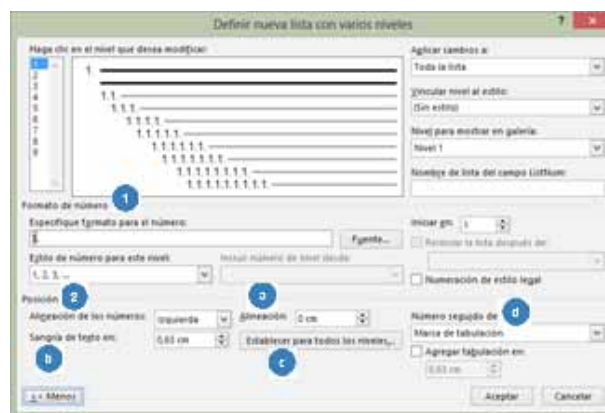 Definir nueva lista con varios niveles
?
Haga clic en el nivel que desea modificar:
1
2
3
4
5
6
7
8
9
1.
1.1.
1.1.1.
1.1.1.1.
1.1.1.1.1.
1.1.1.1.1.1.
1.1.1.1.1.1.1.
1.1.1.1.1.1.1.1.
1.1.1.1.1.1.1.1.1.
Aplicar cambios a:
Toda la lista
Vincular nivel al estilo:
(Sin estilo)
Nivel para mostrar en galería:
Nivel 1
Nombre de lista del campo ListNum:
1
Formato de número
Especifique formato para el número:
1.
Fuente...
Estilo de número para este nivel:
1, 2, 3, ...
Incluir número de nivel desde:
Iniciar en: 1
Reiniciar la lista después de:
Numeración de estilo legal
2
3
d
Posición
Alineación de los números: Izquierda
Alineación: 0 cm
Sangría de texto en: 0,63 cm
Establecer para todos los niveles...
b
c
Número seguido de
Marca de tabulación
Agregar tabulación en:
0,63 cm
<< Menos
Aceptar
Cancelar